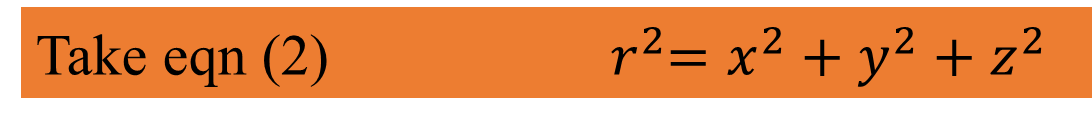 Take eqn (2) r²= x² + y² + z²